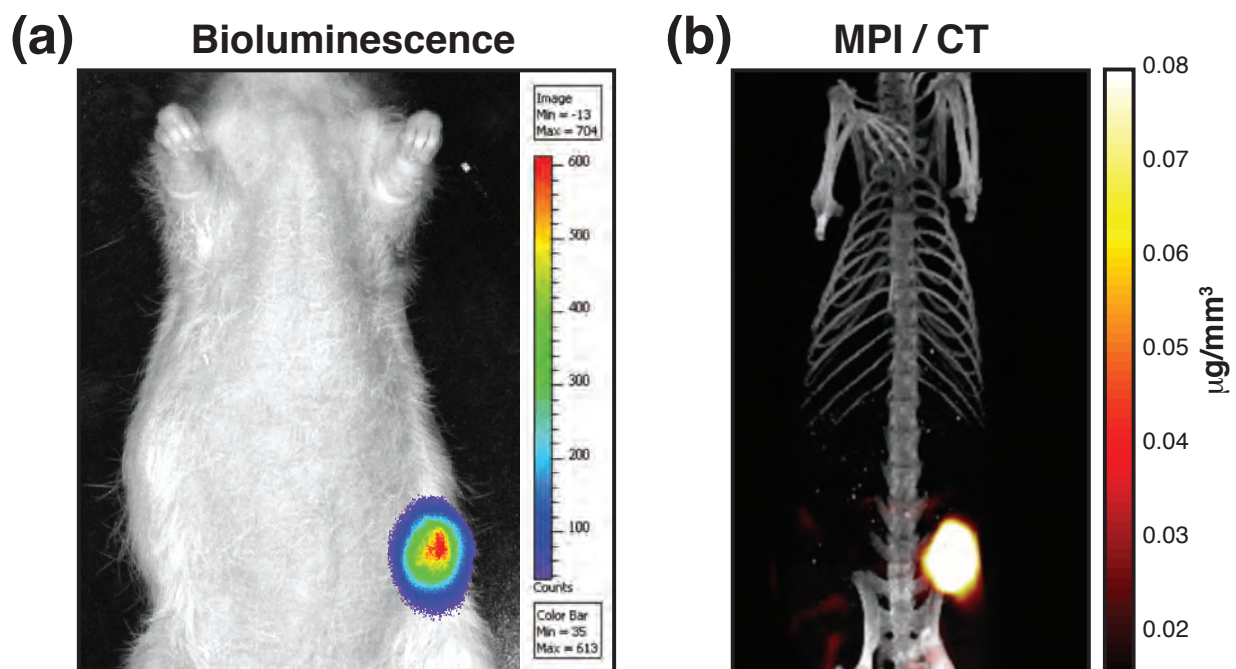 (a)
Bioluminescence
Image
Min = -13
Max = 704
600
500
400
300
200
100
Counts
Color Bar
Min = 35
Max = 613
(b)
MPI / CT
0.08
0.07
0.06
0.05
0.04
0.03
0.02
µg/mm³